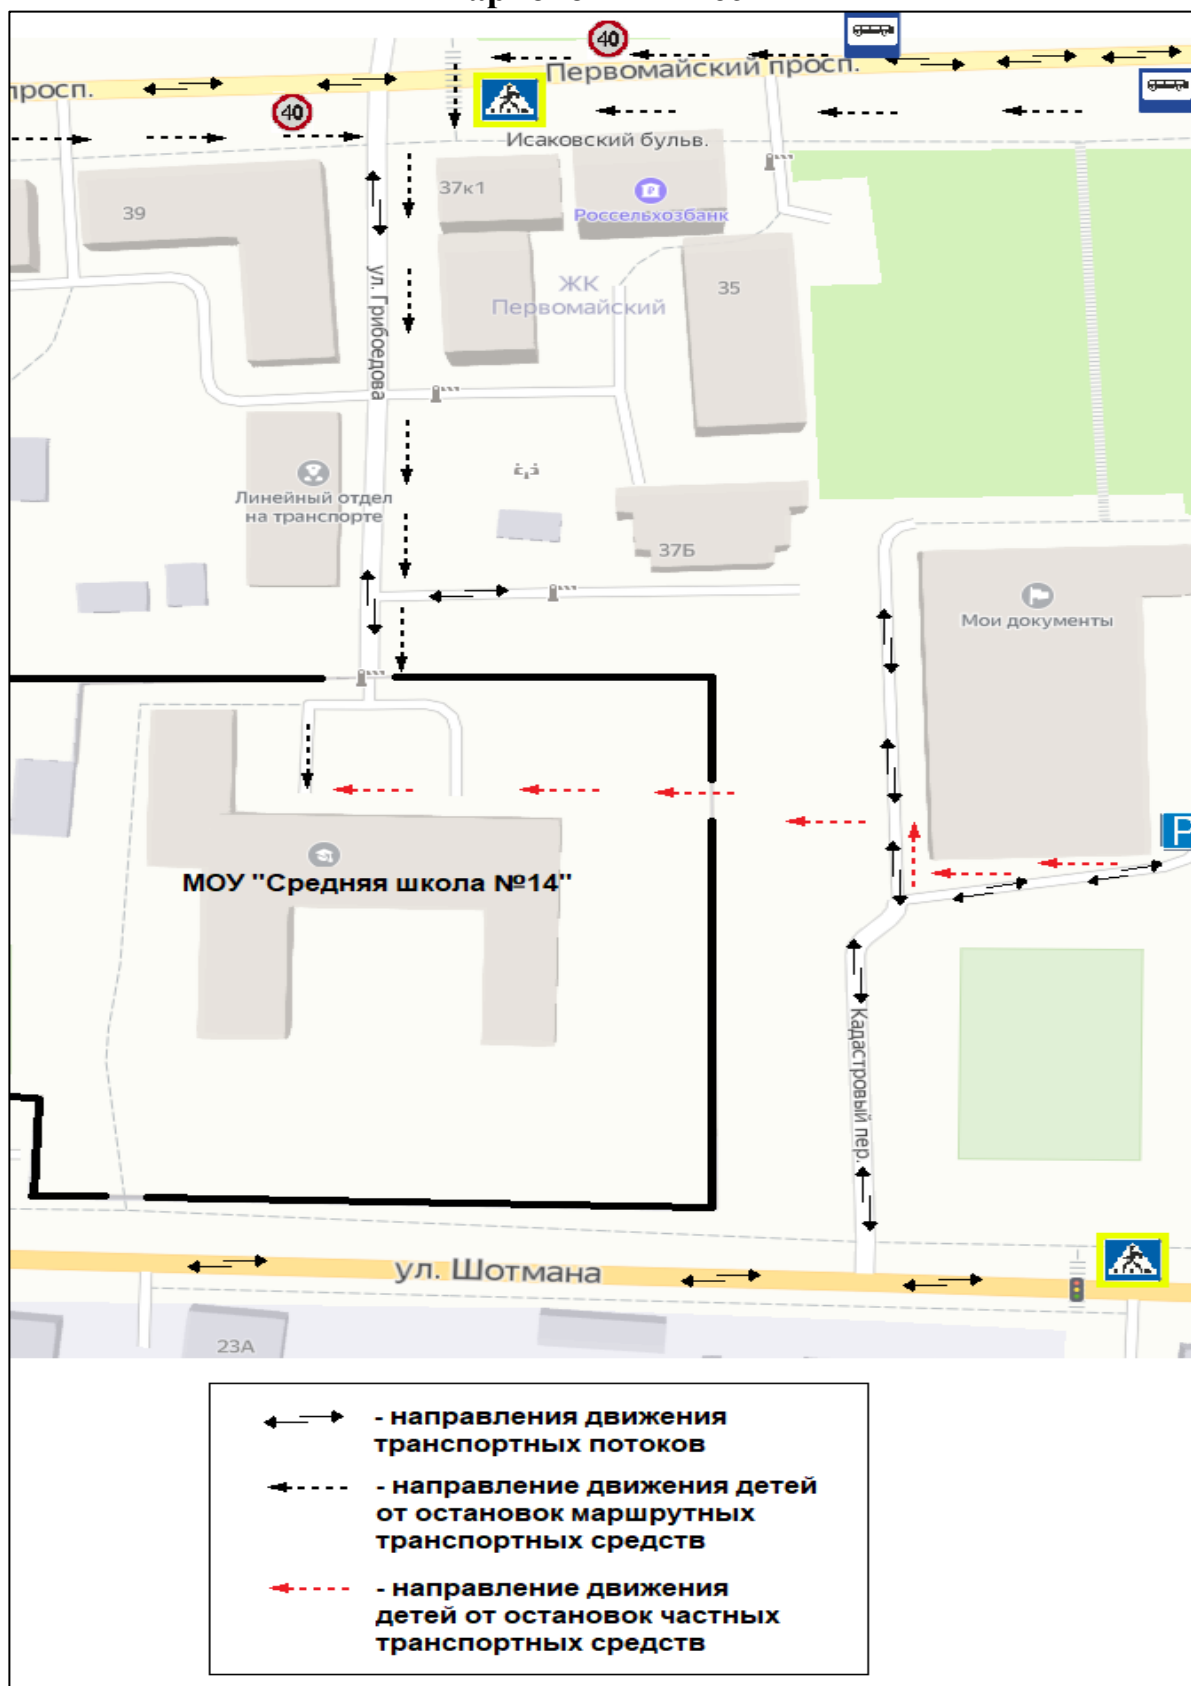 40
Первомайский просп.
просп.
40
Исаковский бульв.
37к1
39
Россельхозбанк
ул. Грибоедова
ЖК
Первомайский
35
Линейный отдел
на транспорте
37Б
Мои документы
P
МОУ "Средняя школа №14"
Кадастровый пер.
ул. Шотмана
23А
- направления движения
транспортных потоков
- направление движения детей
от остановок маршрутных
транспортных средств
- направление движения
детей от остановок частных
транспортных средств